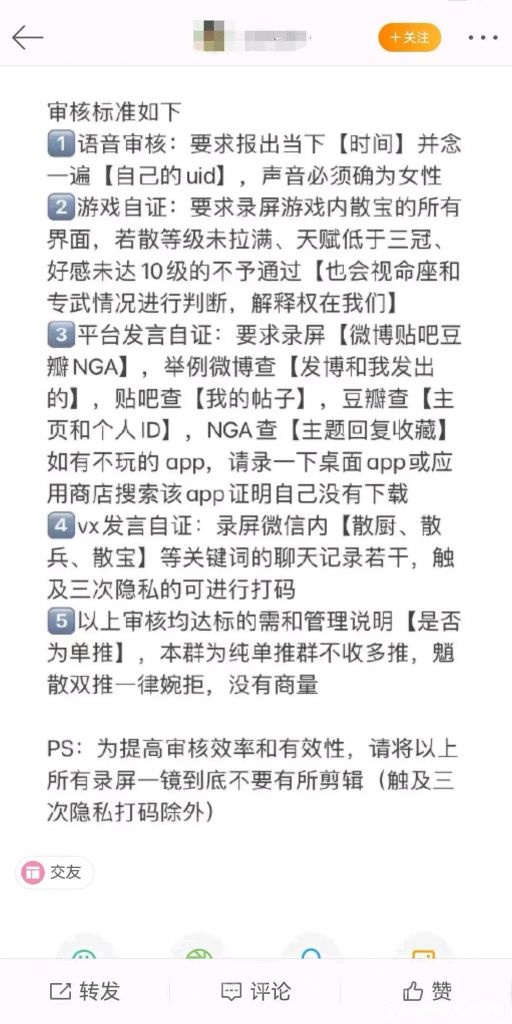 +关注
审核标准如下
1 语音审核：要求报出当下【时间】并念
一遍【自己的uid】，声音必须确为女性
2 游戏自证：要求录屏游戏内散宝的所有
界面，若散等级未拉满、天赋低于三冠、
好感未达10级的不予通过【也会视命座和
专武情况进行判断，解释权在我们】
3 平台发言自证：要求录屏【微博贴吧豆
瓣NGA】，举例微博查【发博和我发出
的】，贴吧查【我的帖子】，豆瓣查【主
页和个人ID】，NGA查【主题回复收藏】
如有不玩的app，请录一下桌面app或应
用商店搜索该app证明自己没有下载
4 vx发言自证：录屏微信内【散厨、散
兵、散宝】等关键词的聊天记录若干，触
及三次隐私的可进行打码
5 以上审核均达标的需和管理说明【是否
为单推】，本群为纯单推群不收多推，魈
散双推一律婉拒，没有商量
PS：为提高审核效率和有效性，请将以上
所有录屏一镜到底不要有所剪辑（触及三
次隐私打码除外）
交友
转发
评论
赞